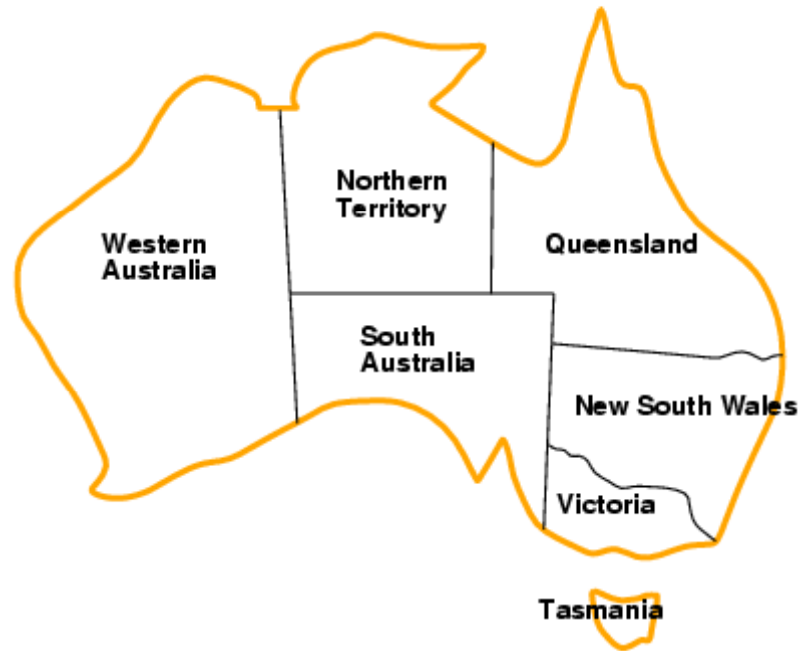 Northern
Territory
Western
Australia
Queensland
South
Australia
New South Wales
Victoria
Tasmania